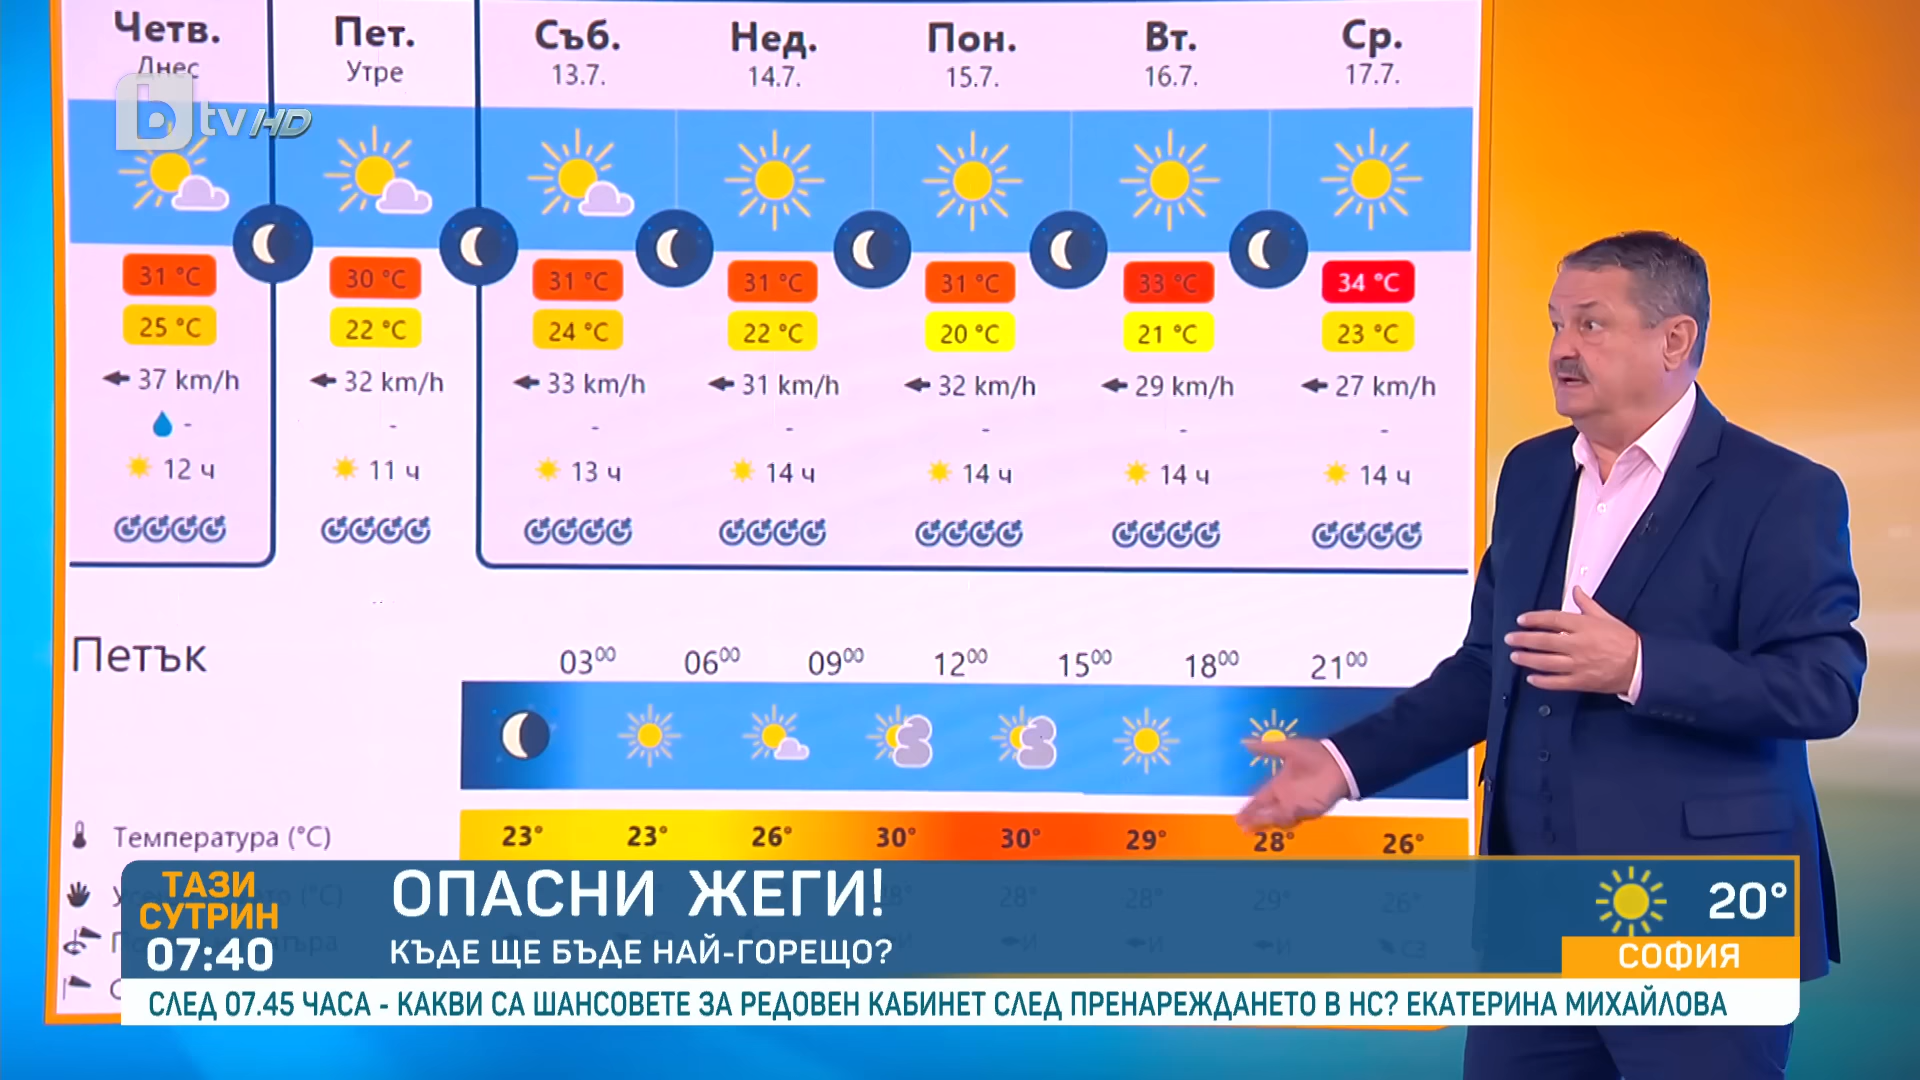 Четв. Пет. Съб. Нед. Пон. Вт. Ср.
Днес Утре 13.7. 14.7. 15.7. 16.7. 17.7.
btv HD
31 °C 30 °C 31 °C 31 °C 31 °C 33 °C 34 °C
25 °C 22 °C 24 °C 22 °C 20 °C 21 °C 23 °C
37 km/h 32 km/h 33 km/h 31 km/h 32 km/h 29 km/h 27 km/h
- - - - - - -
12 ч 11 ч 13 ч 14 ч 14 ч 14 ч 14 ч
Петък
03⁰⁰ 06⁰⁰ 09⁰⁰ 12⁰⁰ 15⁰⁰ 18⁰⁰ 21⁰⁰
Температура (°C) 23° 23° 26° 30° 30° 29° 28° 26°
28° 28° 29° 26°
ТАЗИ СУТРИН
07:40
ОПАСНИ ЖЕГИ!
КЪДЕ ЩЕ БЪДЕ НАЙ-ГОРЕЩО?
20°
СОФИЯ
СЛЕД 07.45 ЧАСА - КАКВИ СА ШАНСОВЕТЕ ЗА РЕДОВЕН КАБИНЕТ СЛЕД ПРЕНАРЕЖДАНЕТО В НС? ЕКАТЕРИНА МИХАЙЛОВА